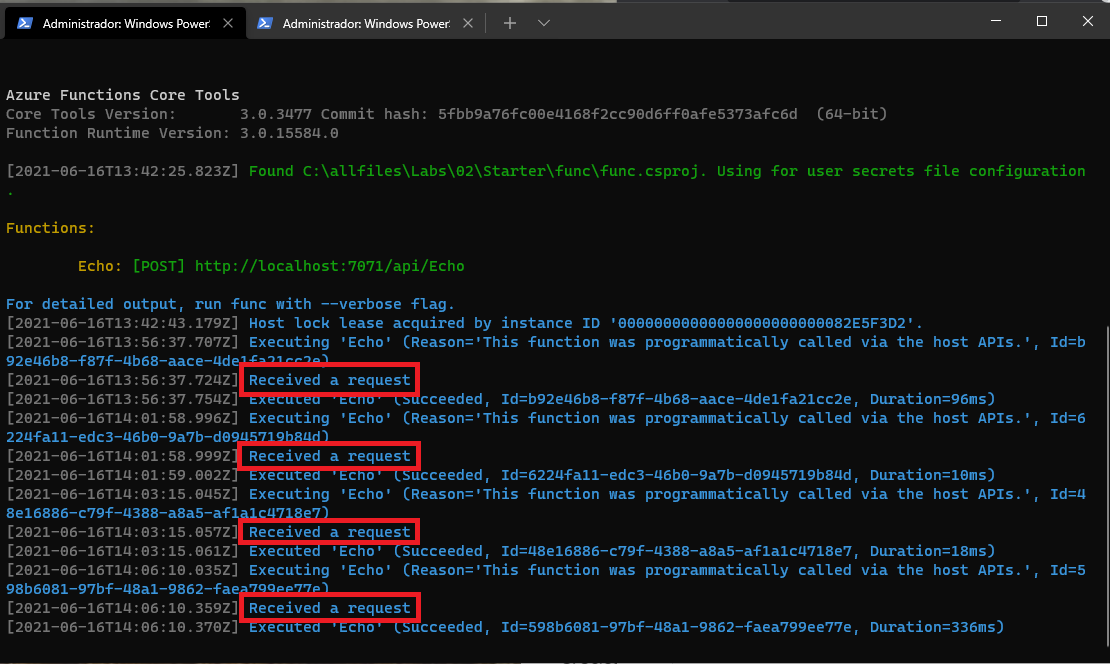 Administrador: Windows Power
Administrador: Windows Power
Azure Functions Core Tools
Core Tools Version:       3.0.3477 Commit hash: 5fbb9a76fc00e4168f2cc90d6ff0afe5373afc6d  (64-bit)
Function Runtime Version: 3.0.15584.0
[2021-06-16T13:42:25.823Z] Found C:\allfiles\Labs\02\Starter\func\func.csproj. Using for user secrets file configuration
.
Functions:
Echo: [POST] http://localhost:7071/api/Echo
For detailed output, run func with --verbose flag.
[2021-06-16T13:42:43.179Z] Host lock lease acquired by instance ID '00000000000000000000000082E5F3D2'.
[2021-06-16T13:56:37.707Z] Executing 'Echo' (Reason='This function was programmatically called via the host APIs.', Id=b
92e46b8-f87f-4b68-aace-4de1fa21cc2e)
[2021-06-16T13:56:37.724Z] Received a request
[2021-06-16T13:56:37.754Z] Executed 'Echo' (Succeeded, Id=b92e46b8-f87f-4b68-aace-4de1fa21cc2e, Duration=96ms)
[2021-06-16T14:01:58.996Z] Executing 'Echo' (Reason='This function was programmatically called via the host APIs.', Id=6
224fa11-edc3-46b0-9a7b-d0945719b84d)
[2021-06-16T14:01:58.999Z] Received a request
[2021-06-16T14:01:59.002Z] Executed 'Echo' (Succeeded, Id=6224fa11-edc3-46b0-9a7b-d0945719b84d, Duration=10ms)
[2021-06-16T14:03:15.045Z] Executing 'Echo' (Reason='This function was programmatically called via the host APIs.', Id=4
8e16886-c79f-4388-a8a5-af1a1c4718e7)
[2021-06-16T14:03:15.057Z] Received a request
[2021-06-16T14:03:15.061Z] Executed 'Echo' (Succeeded, Id=48e16886-c79f-4388-a8a5-af1a1c4718e7, Duration=18ms)
[2021-06-16T14:06:10.035Z] Executing 'Echo' (Reason='This function was programmatically called via the host APIs.', Id=5
98b6081-97bf-48a1-9862-faea799ee77e)
[2021-06-16T14:06:10.359Z] Received a request
[2021-06-16T14:06:10.370Z] Executed 'Echo' (Succeeded, Id=598b6081-97bf-48a1-9862-faea799ee77e, Duration=336ms)